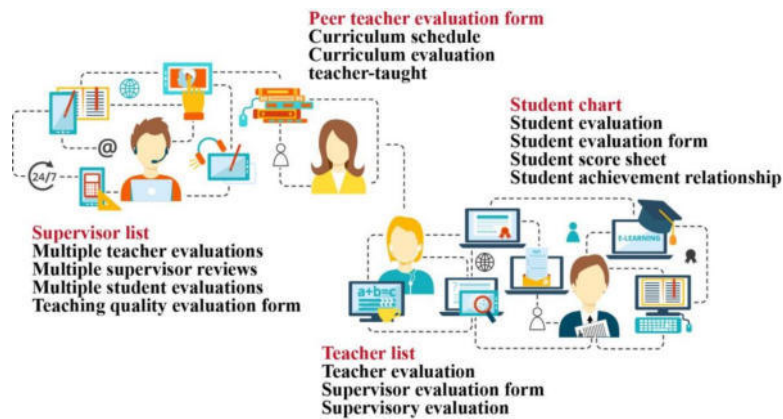 Peer teacher evaluation form
Curriculum schedule
Curriculum evaluation
teacher-taught
Student chart
Student evaluation
Student evaluation form
Student score sheet
Student achievement relationship
@
24/7
Supervisor list
Multiple teacher evaluations
Multiple supervisor reviews
Multiple student evaluations
Teaching quality evaluation form
E-LEARNING
a+b=c
?
Teacher list
Teacher evaluation
Supervisor evaluation form
Supervisory evaluation